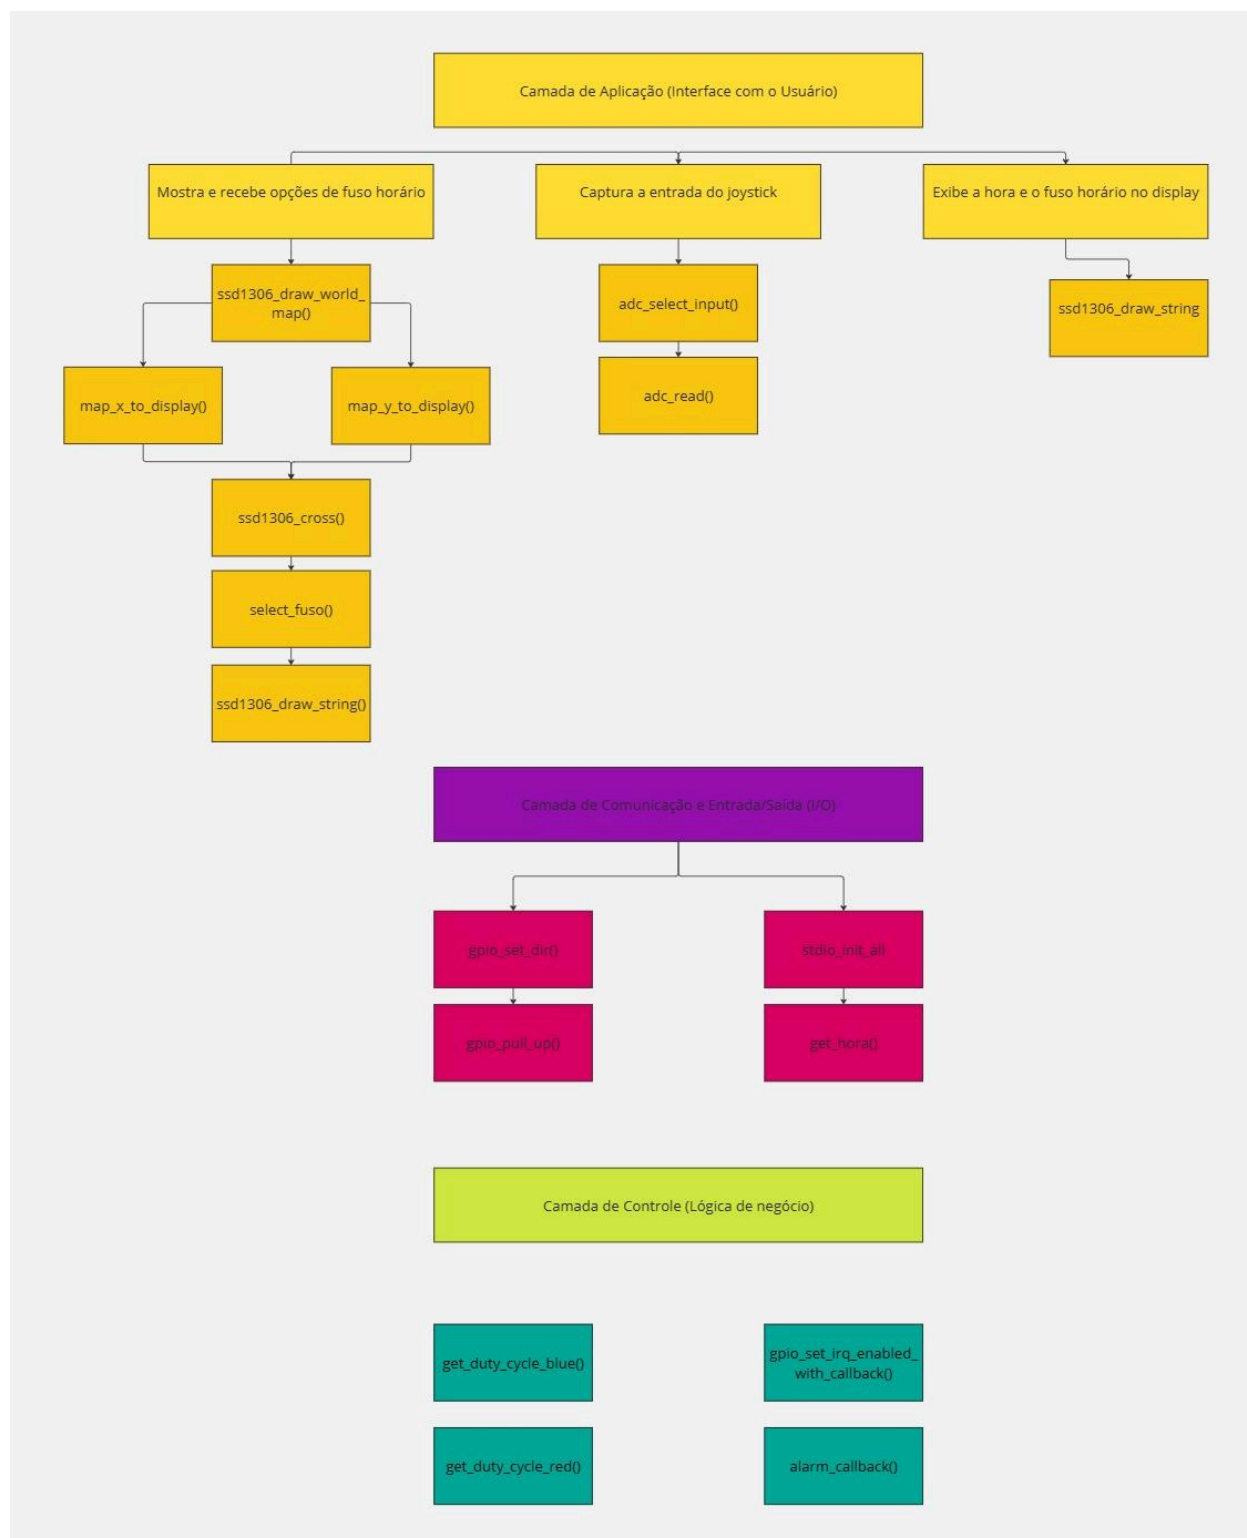 Camada de Aplicação (Interface com o Usuário)
Mostra e recebe opções de fuso horário
Captura a entrada do joystick
Exibe a hora e o fuso horário no display
ssd1306_draw_world_
map()
adc_select_input()
ssd1306_draw_string
map_x_to_display()
map_y_to_display()
adc_read()
ssd1306_cross()
select_fuso()
ssd1306_draw_string()
Camada de Comunicação e Entrada/Saída (I/O)
gpio_set_dir()
stdio_init_all
gpio_pull_up()
get_hora()
Camada de Controle (Lógica de negócio)
get_duty_cycle_blue()
gpio_set_irq_enabled_
with_callback()
get_duty_cycle_red()
alarm_callback()